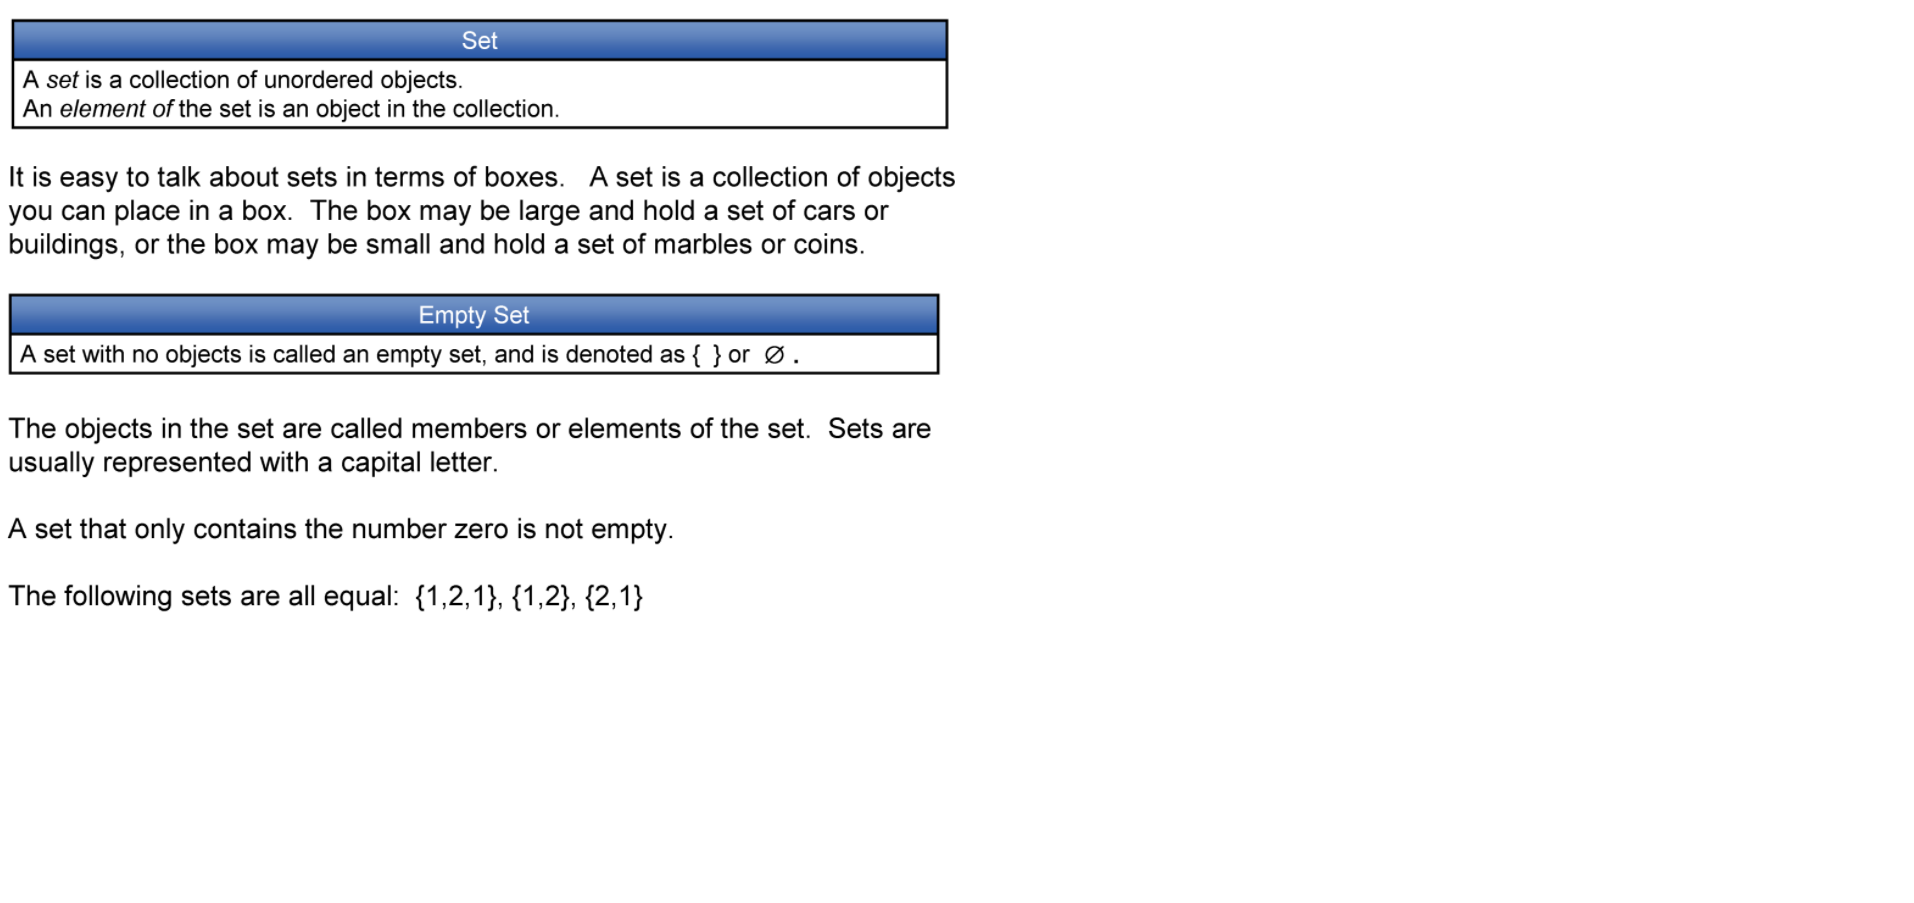 Set
A set is a collection of unordered objects.
An element of the set is an object in the collection.
It is easy to talk about sets in terms of boxes.   A set is a collection of objects
you can place in a box.  The box may be large and hold a set of cars or
buildings, or the box may be small and hold a set of marbles or coins.
Empty Set
A set with no objects is called an empty set, and is denoted as {  } or  ∅ .
The objects in the set are called members or elements of the set.  Sets are
usually represented with a capital letter.
A set that only contains the number zero is not empty.
The following sets are all equal:  {1,2,1}, {1,2}, {2,1}